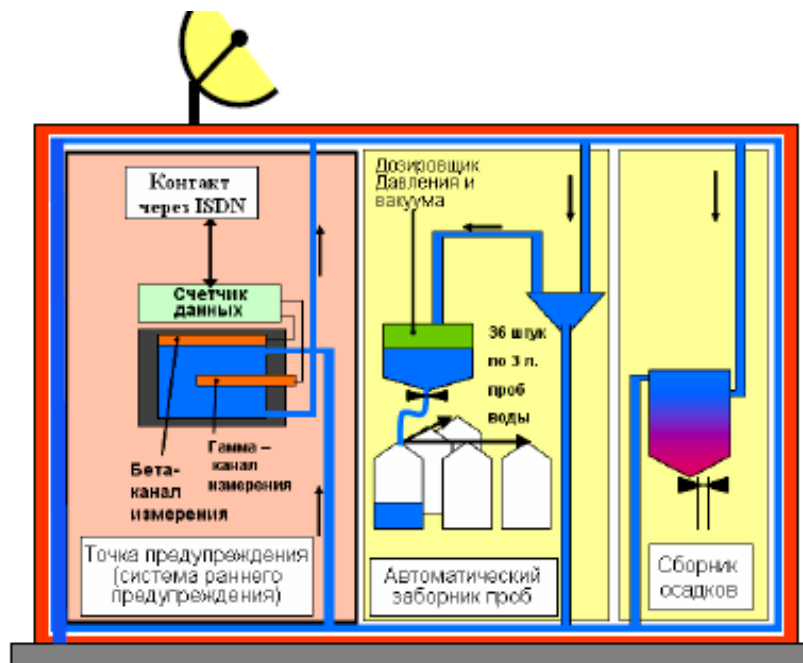 Контакт
через ISDN
Счетчик
данных
Бета-
канал
измерения
Гамма –
канал
измерения
Точка предупреждения
(система раннего
предупреждения)
Дозировщик
Давления и
вакуума
36 штук
по 3 л.
проб
воды
Автоматический
заборник проб
Сборник
осадков